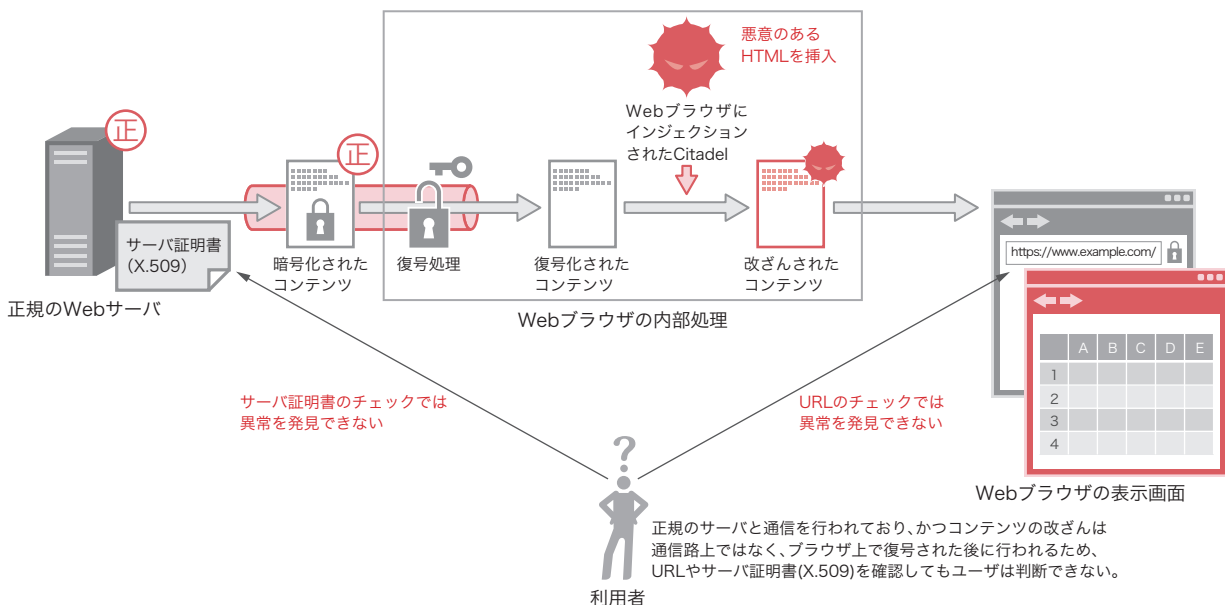 悪意のある
HTMLを挿入
Webブラウザに
インジェクション
されたCitadel
正
正
サーバ証明書
(X.509)
正規のWebサーバ
暗号化された
コンテンツ
復号処理
復号化された
コンテンツ
改ざんされた
コンテンツ
Webブラウザの内部処理
https://www.example.com/
A B C D E
1
2
3
4
Webブラウザの表示画面
サーバ証明書のチェックでは
異常を発見できない
URLのチェックでは
異常を発見できない
?
利用者
正規のサーバと通信を行われており、かつコンテンツの改ざんは
通信路上ではなく、ブラウザ上で復号された後に行われるため、
URLやサーバ証明書(X.509)を確認してもユーザは判断できない。